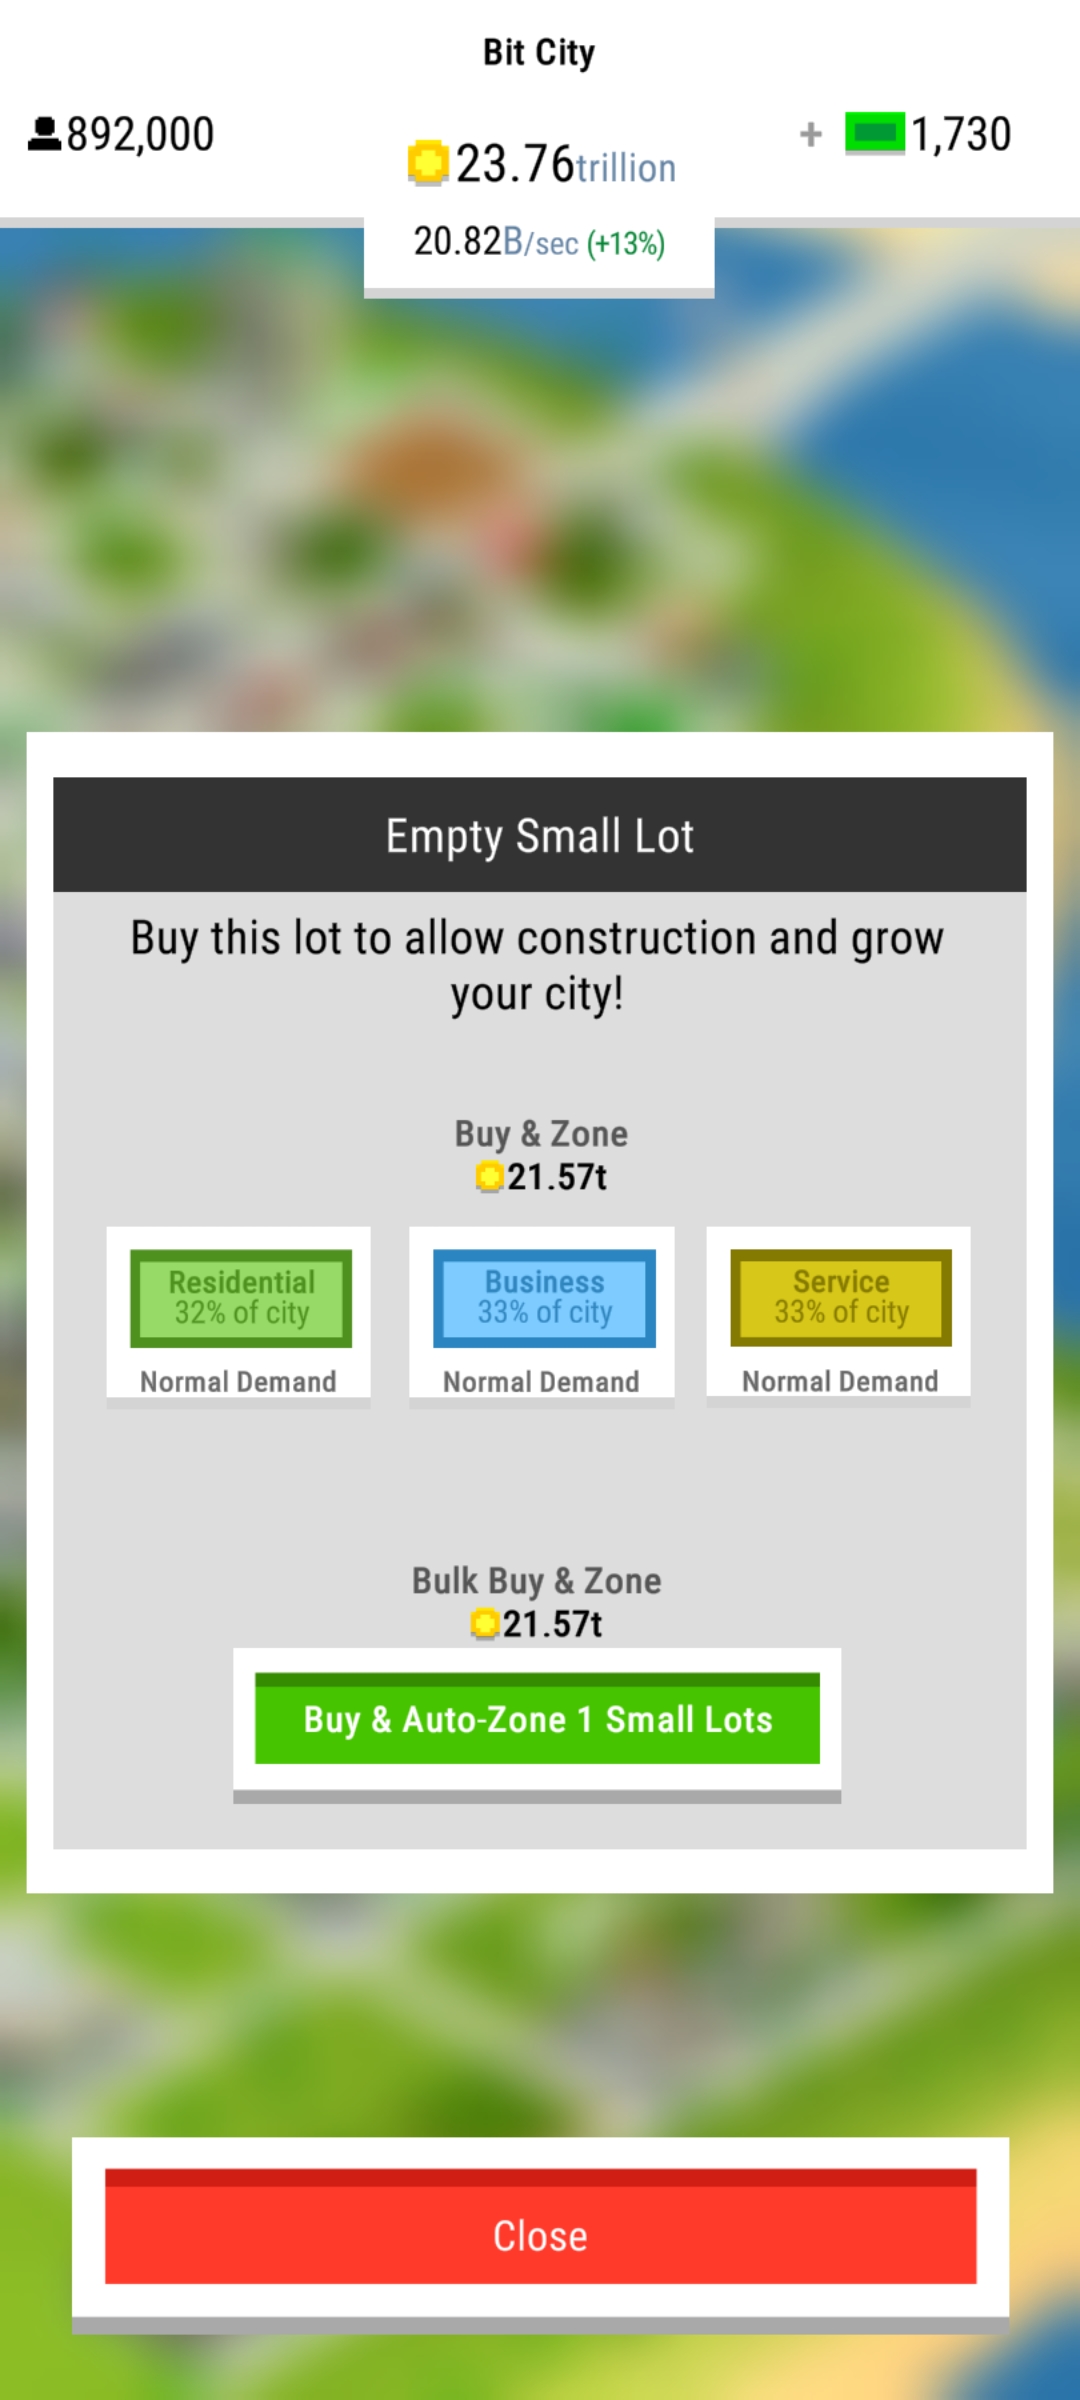 Bit City
892,000
23.76trillion
+ 1,730
20.82B/sec (+13%)
Empty Small Lot
Buy this lot to allow construction and grow
your city!
Buy & Zone
21.57t
Residential
32% of city
Normal Demand
Business
33% of city
Normal Demand
Service
33% of city
Normal Demand
Bulk Buy & Zone
21.57t
Buy & Auto-Zone 1 Small Lots
Close